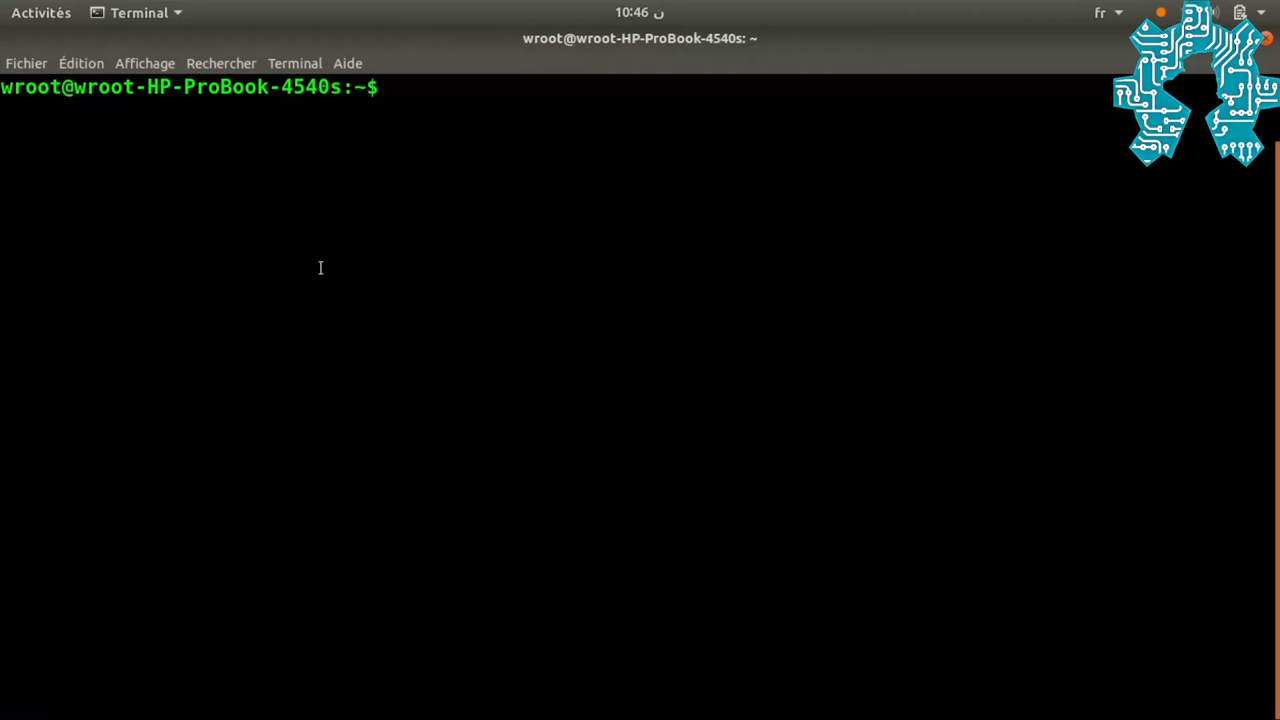 Activités Terminal 10:46 ن fr
wroot@wroot-HP-ProBook-4540s: ~
Fichier Édition Affichage Rechercher Terminal Aide
wroot@wroot-HP-ProBook-4540s:~$